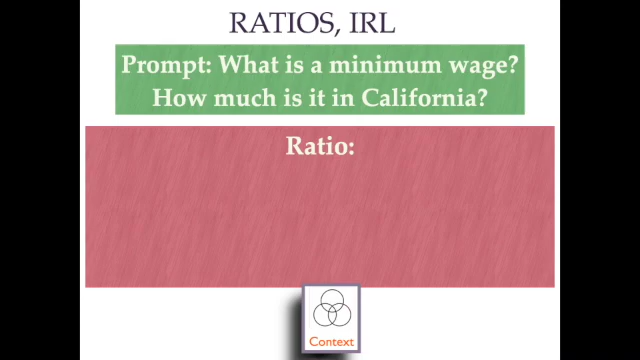 RATIOS, IRL
Prompt: What is a minimum wage?
How much is it in California?
Ratio:
Context